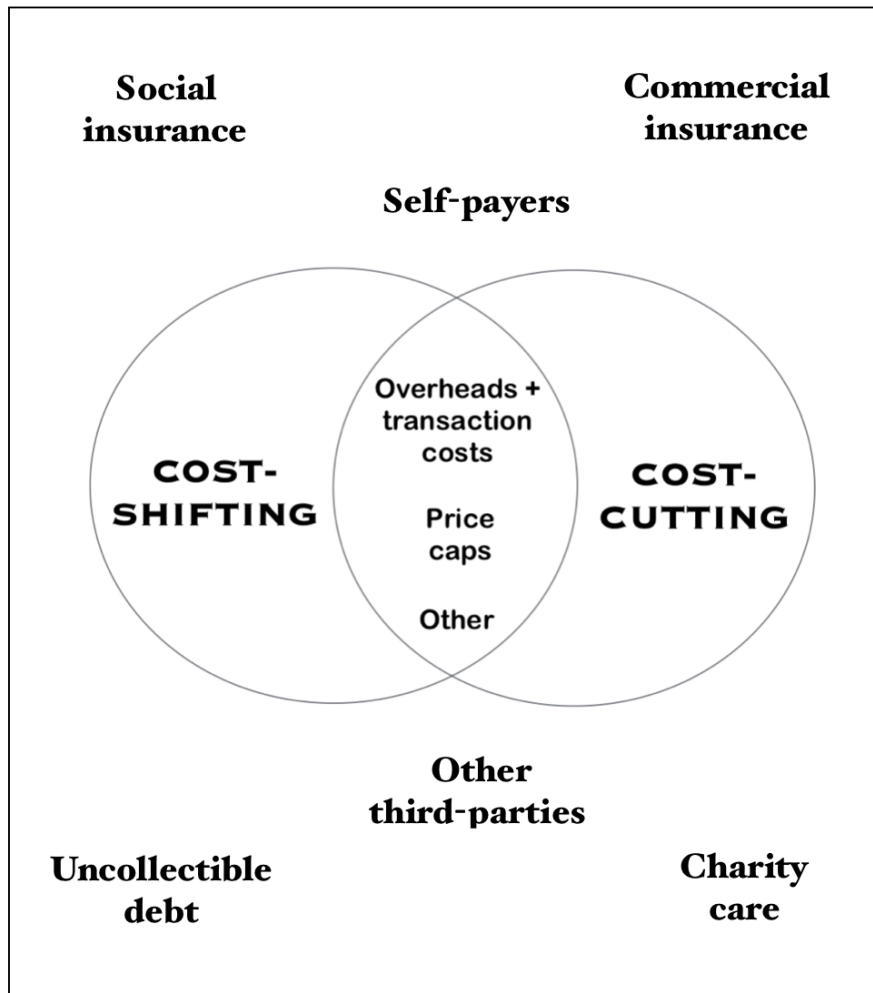 Social
insurance
Commercial
insurance
Self-payers
Overheads +
transaction
costs
COST-
SHIFTING
COST-
CUTTING
Price
caps
Other
Other
third-parties
Uncollectible
debt
Charity
care